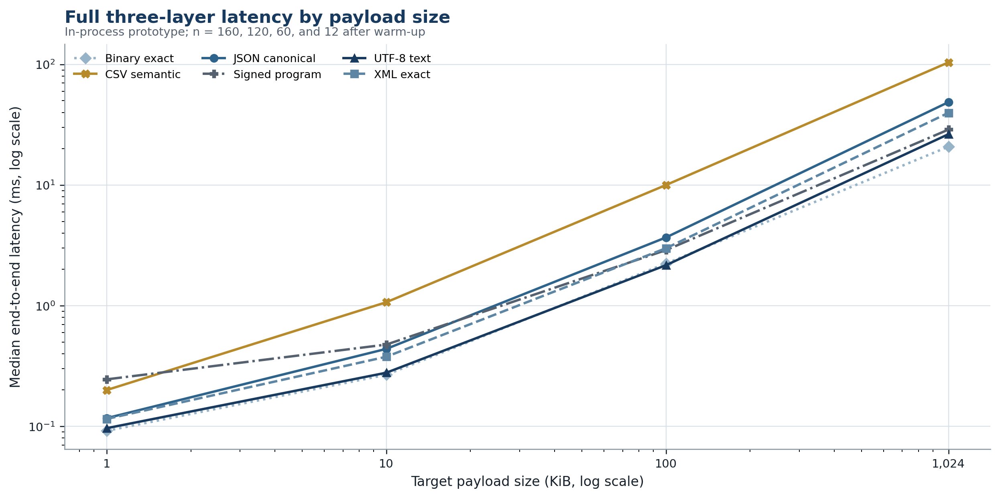 Full three-layer latency by payload size
In-process prototype; n = 160, 120, 60, and 12 after warm-up
Binary exact
CSV semantic
JSON canonical
Signed program
UTF-8 text
XML exact
Median end-to-end latency (ms, log scale)
10²
10¹
10⁰
10⁻¹
1 10 100 1,024
Target payload size (KiB, log scale)